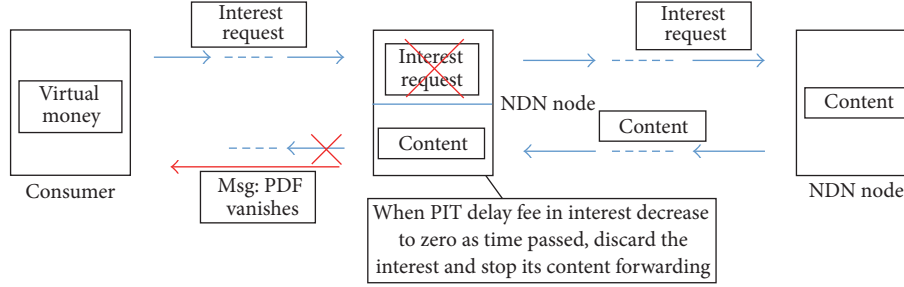 Interest
request
Interest
request
Virtual
money
Interest
request
NDN node
Content
Content
Content
Consumer
Msg: PDF
vanishes
NDN node
When PIT delay fee in interest decrease
to zero as time passed, discard the
interest and stop its content forwarding